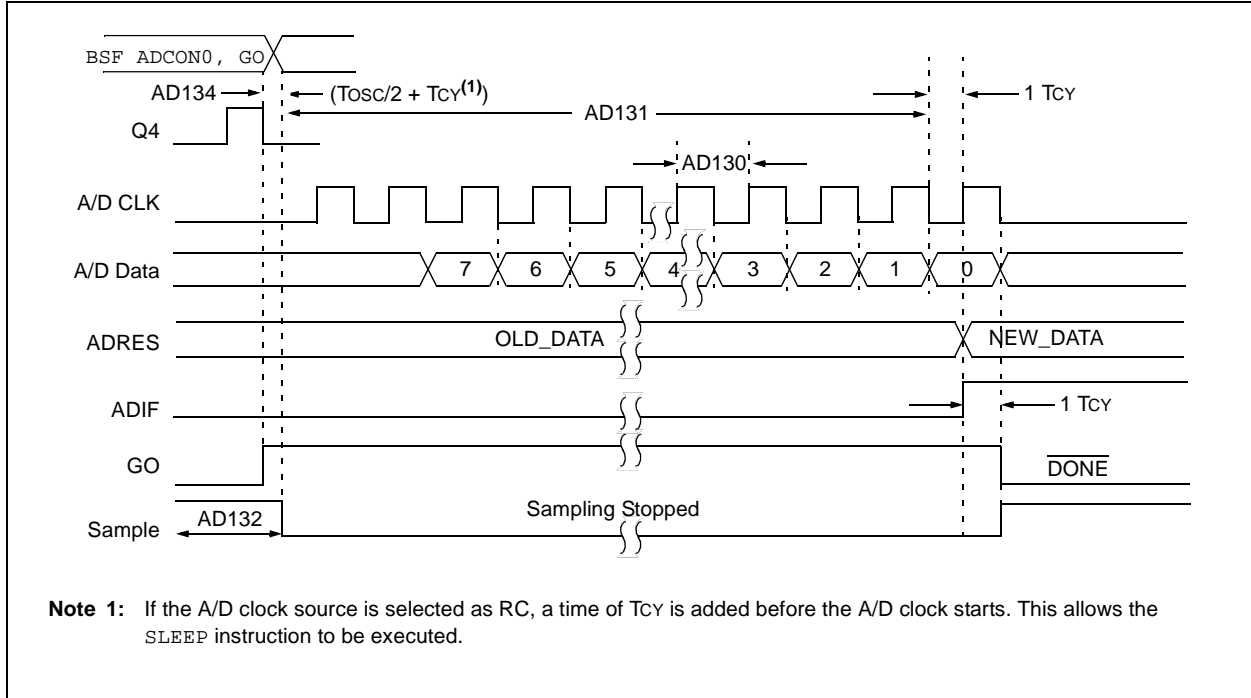 BSF ADCON0, GO
AD134
(TOSC/2 + TCY(1))
1 TCY
AD131
Q4
AD130
A/D CLK
A/D Data
7 6 5 4 3 2 1 0
ADRES
OLD_DATA
NEW_DATA
ADIF
1 TCY
GO
DONE
Sample
AD132
Sampling Stopped
Note 1: If the A/D clock source is selected as RC, a time of TCY is added before the A/D clock starts. This allows the
SLEEP instruction to be executed.